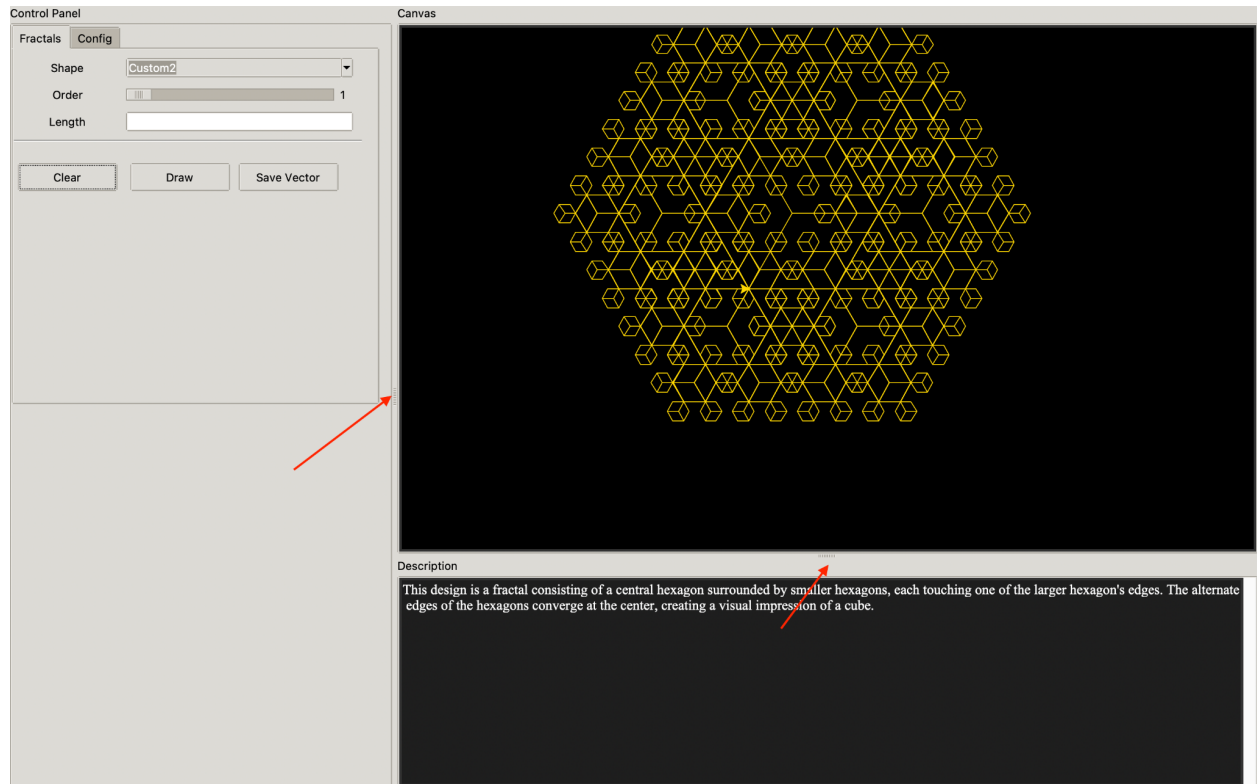 Control Panel
Canvas
Fractals Config
Shape Custom2
Order 1
Length
Clear Draw Save Vector
Description
This design is a fractal consisting of a central hexagon surrounded by smaller hexagons, each touching one of the larger hexagon's edges. The alternate
edges of the hexagons converge at the center, creating a visual impression of a cube.